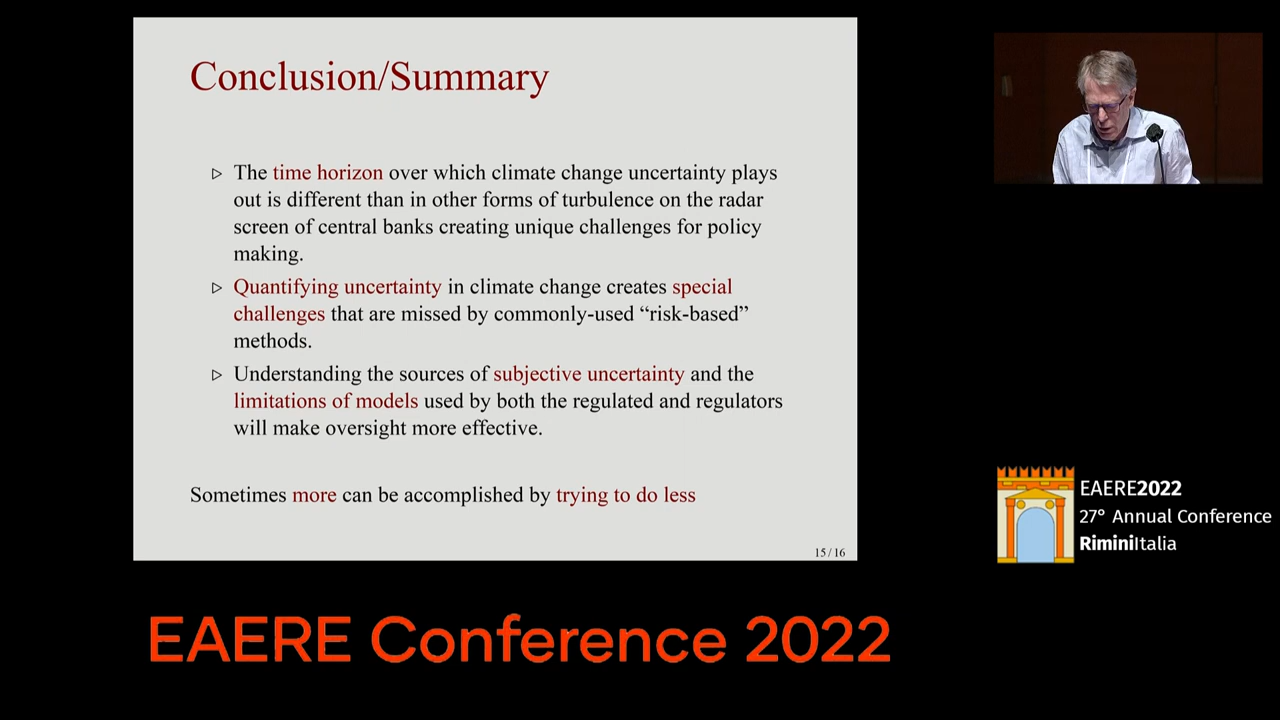 Conclusion/Summary
▷ The time horizon over which climate change uncertainty plays
out is different than in other forms of turbulence on the radar
screen of central banks creating unique challenges for policy
making.
▷ Quantifying uncertainty in climate change creates special
challenges that are missed by commonly-used “risk-based”
methods.
▷ Understanding the sources of subjective uncertainty and the
limitations of models used by both the regulated and regulators
will make oversight more effective.
Sometimes more can be accomplished by trying to do less
15/16
EAERE2022
27° Annual Conference
RiminiItalia
EAERE Conference 2022